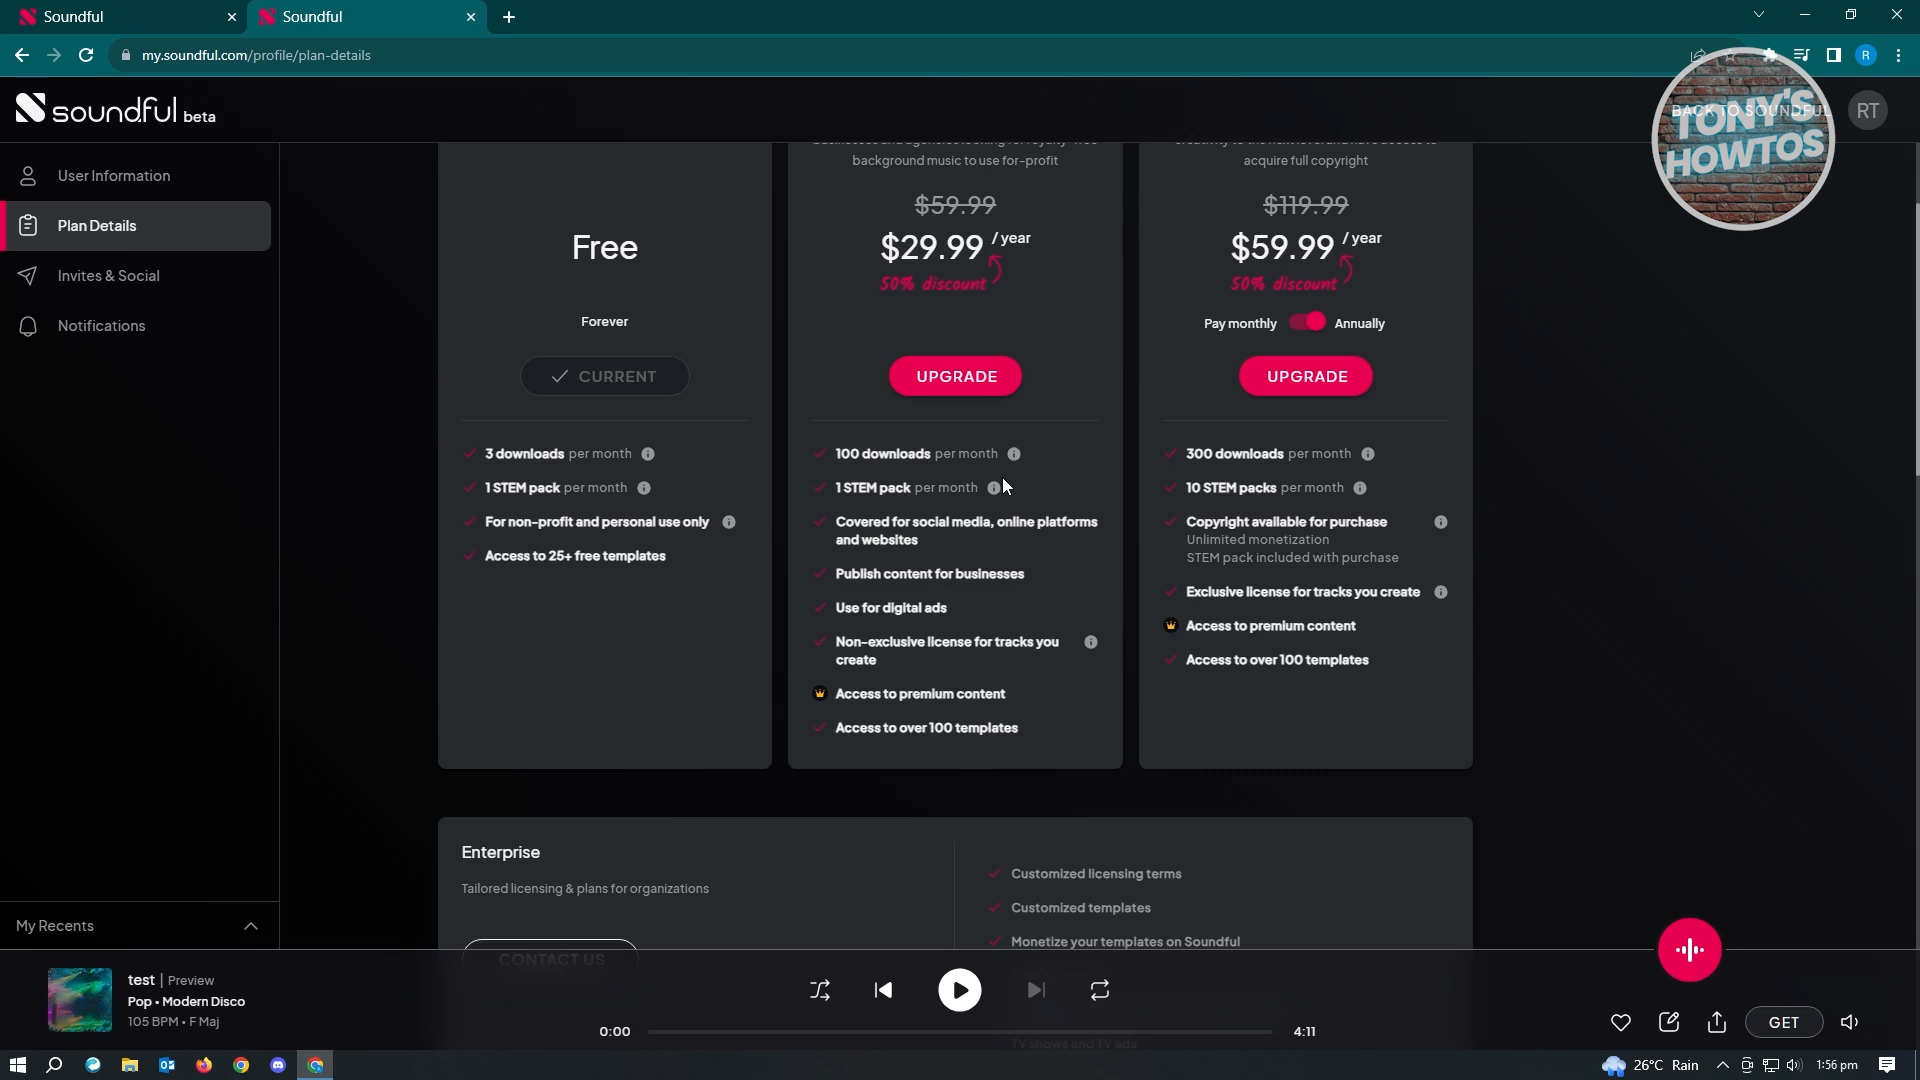 Soundful
Soundful
my.soundful.com/profile/plan-details
R
soundful beta
BACK TO SOUNDFUL
RT
TONY'S
HOWTOS
User Information
Plan Details
Invites & Social
Notifications
Free
Forever
CURRENT
3 downloads per month
1 STEM pack per month
For non-profit and personal use only
Access to 25+ free templates
background music to use for-profit
$59.99
$29.99 / year
50% discount
UPGRADE
100 downloads per month
1 STEM pack per month
Covered for social media, online platforms
and websites
Publish content for businesses
Use for digital ads
Non-exclusive license for tracks you
create
Access to premium content
Access to over 100 templates
acquire full copyright
$119.99
$59.99 / year
50% discount
Pay monthly Annually
UPGRADE
300 downloads per month
10 STEM packs per month
Copyright available for purchase
Unlimited monetization
STEM pack included with purchase
Exclusive license for tracks you create
Access to premium content
Access to over 100 templates
Enterprise
Tailored licensing & plans for organizations
CONTACT US
Customized licensing terms
Customized templates
Monetize your templates on Soundful
TV shows and TV ads
My Recents
test | Preview
Pop • Modern Disco
105 BPM • F Maj
0:00
4:11
GET
26°C Rain
1:56 pm